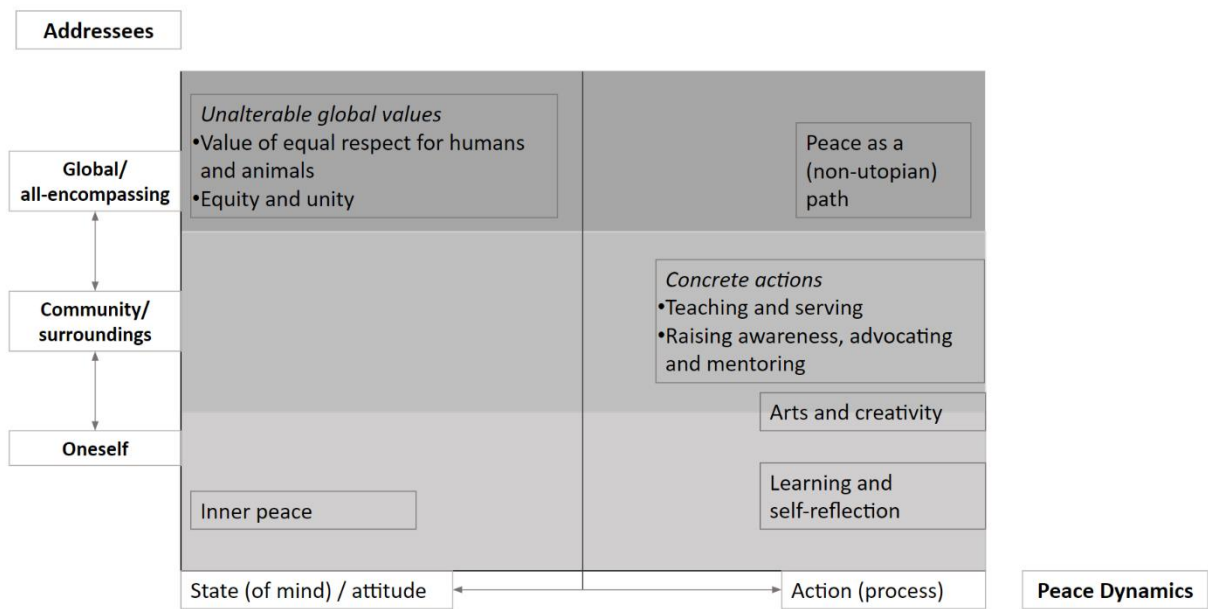 Addressees
Unalterable global values
•Value of equal respect for humans
and animals
•Equity and unity
Peace as a
(non-utopian)
path
Global/
all-encompassing
Concrete actions
•Teaching and serving
•Raising awareness, advocating
and mentoring
Community/
surroundings
Arts and creativity
Oneself
Learning and
self-reflection
Inner peace
State (of mind) / attitude
Action (process)
Peace Dynamics